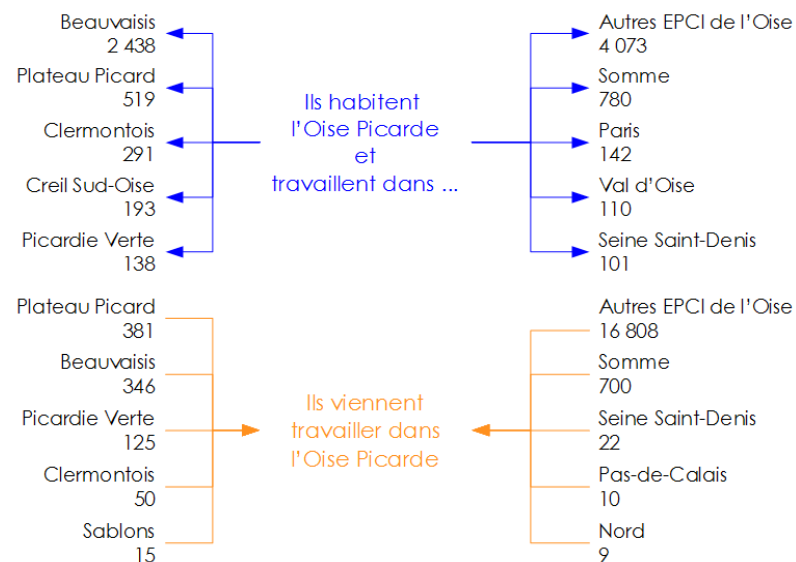 Beauvaisis
2 438
Plateau Picard
519
Clermontois
291
Creil Sud-Oise
193
Picardie Verte
138
Ils habitent
l'Oise Picarde
et
travaillent dans ...
Autres EPCI de l'Oise
4 073
Somme
780
Paris
142
Val d'Oise
110
Seine Saint-Denis
101
Plateau Picard
381
Beauvaisis
346
Picardie Verte
125
Clermontois
50
Sablons
15
Ils viennent
travailler dans
l'Oise Picarde
Autres EPCI de l'Oise
16 808
Somme
700
Seine Saint-Denis
22
Pas-de-Calais
10
Nord
9